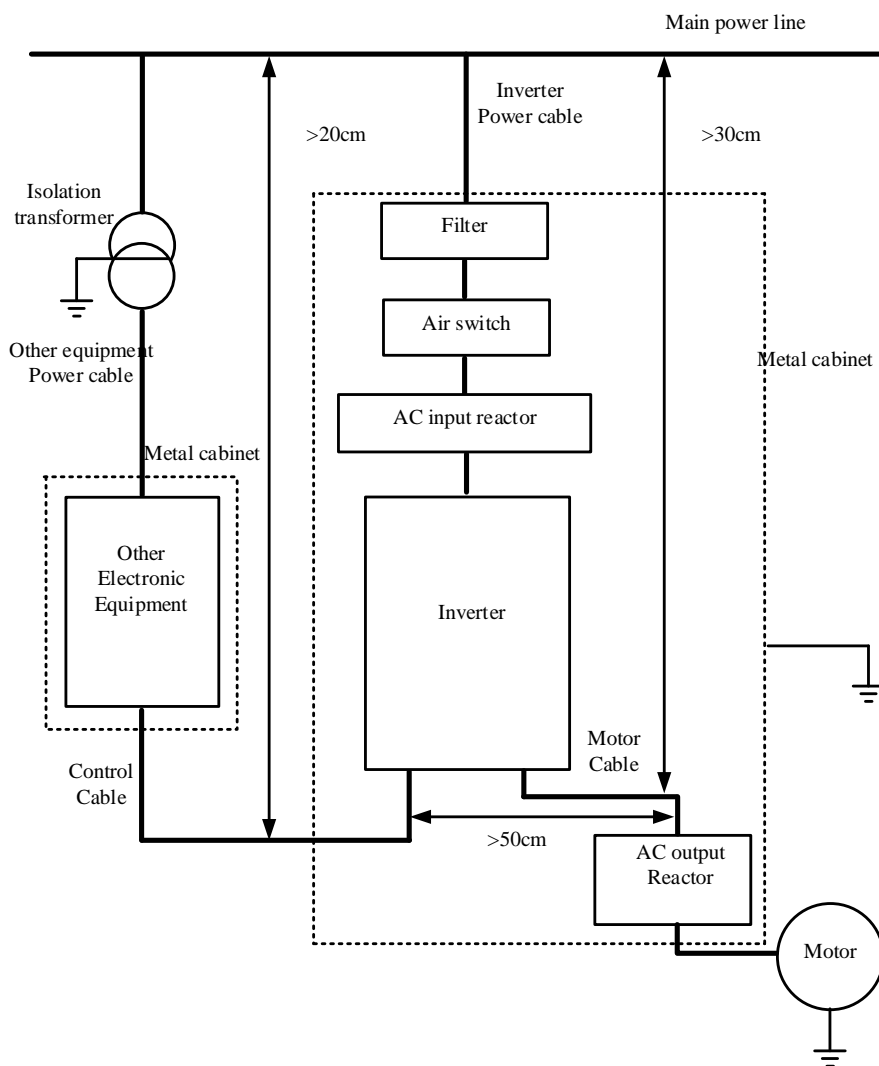 Main power line
Inverter
Power cable
>20cm
>30cm
Isolation
transformer
Filter
Air switch
Other equipment
Power cable
Metal cabinet
AC input reactor
Metal cabinet
Other
Electronic
Equipment
Inverter
Motor
Cable
Control
Cable
>50cm
AC output
Reactor
Motor